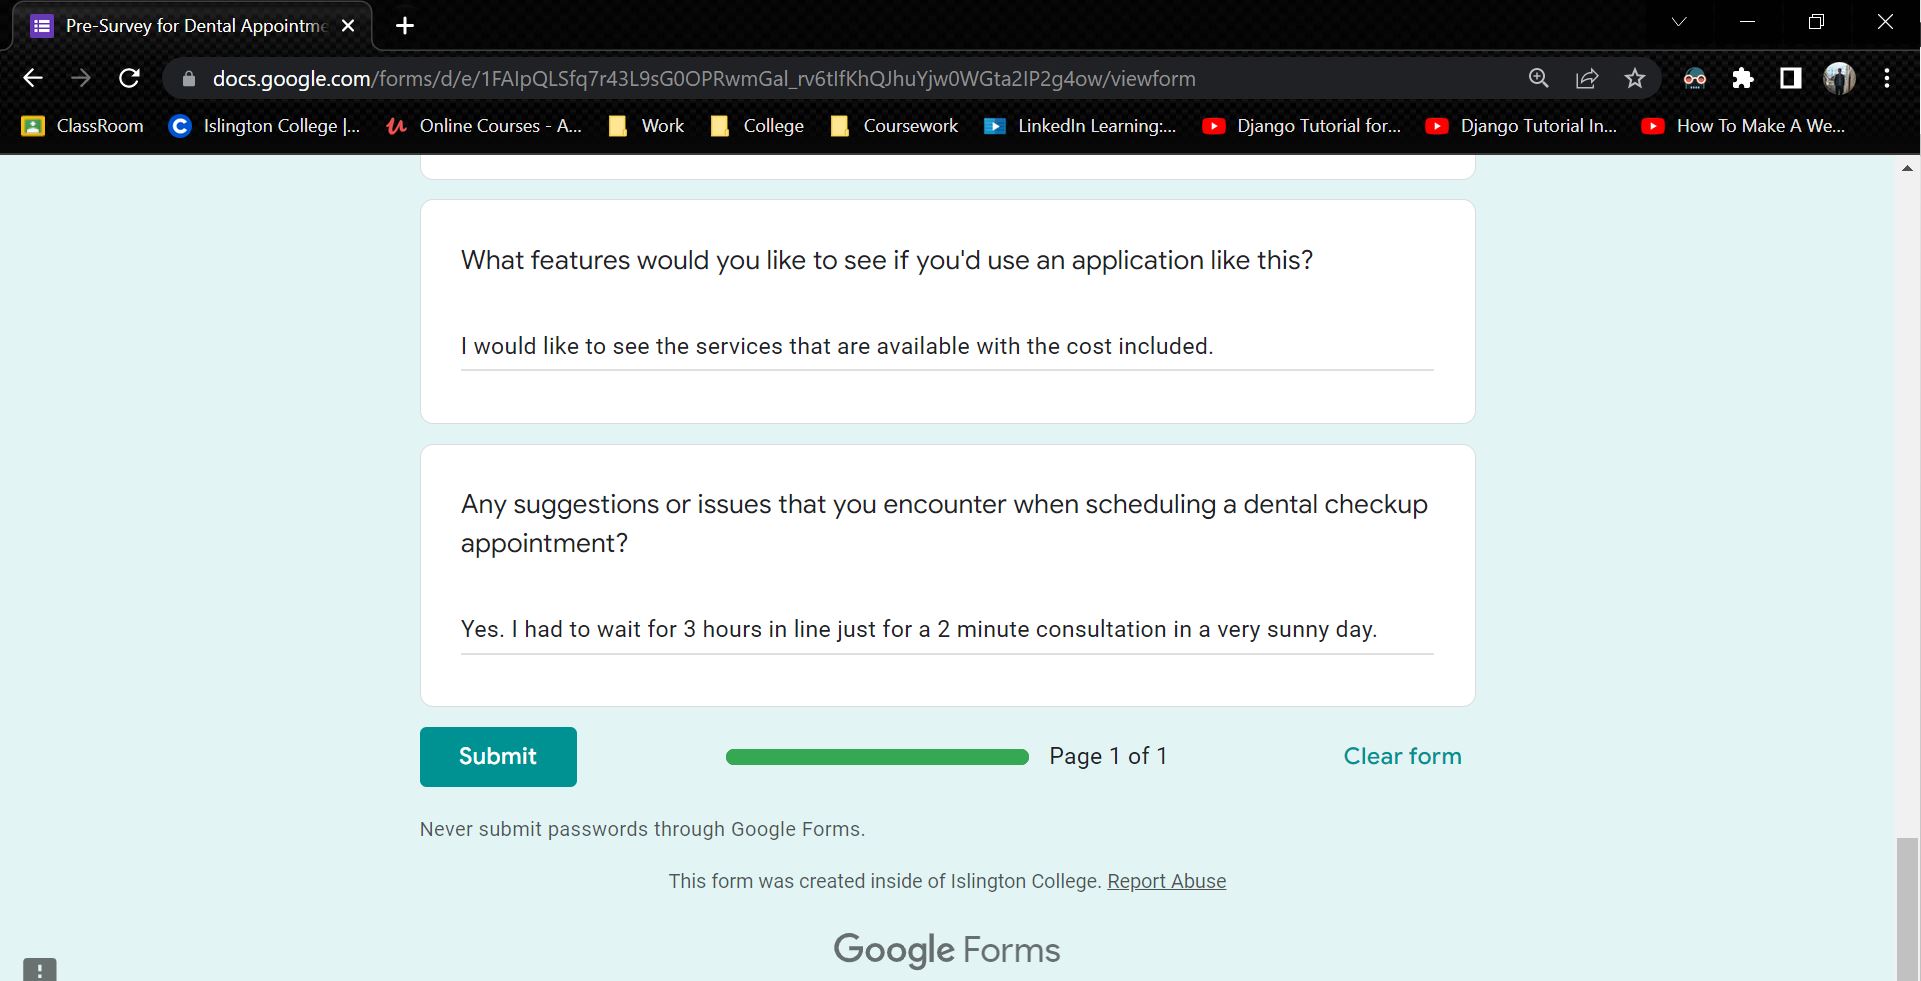 Pre-Survey for Dental Appointme
docs.google.com/forms/d/e/1FAIpQLSfq7r43L9sG0OPRwmGal_rv6tIfKhQJhuYjw0WGta2IP2g4ow/viewform
ClassRoom
Islington College |...
Online Courses - A...
Work
College
Coursework
LinkedIn Learning:...
Django Tutorial for...
Django Tutorial In...
How To Make A We...
What features would you like to see if you'd use an application like this?
I would like to see the services that are available with the cost included.
Any suggestions or issues that you encounter when scheduling a dental checkup
appointment?
Yes. I had to wait for 3 hours in line just for a 2 minute consultation in a very sunny day.
Submit
Page 1 of 1
Clear form
Never submit passwords through Google Forms.
This form was created inside of Islington College. Report Abuse
Google Forms